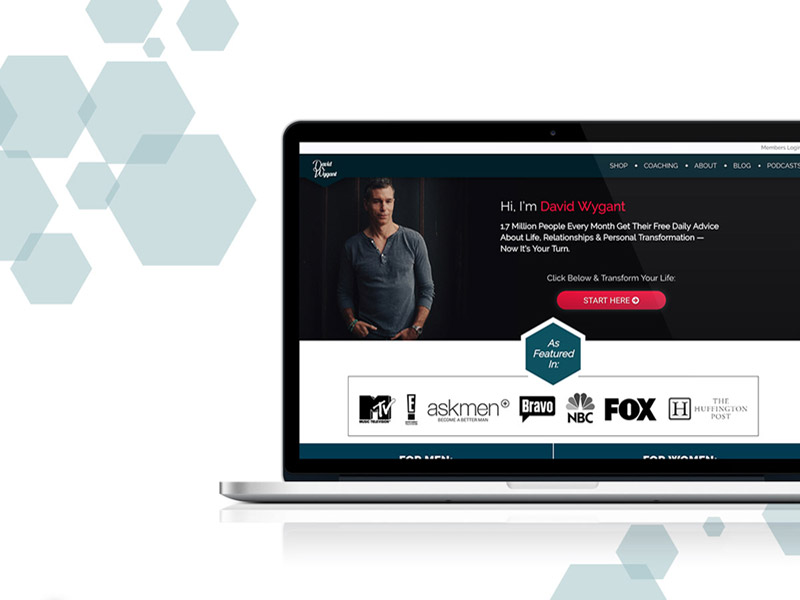 Members Login
David
Wygant
SHOP • COACHING • ABOUT • BLOG • PODCASTS
Hi, I'm David Wygant
1.7 Million People Every Month Get Their Free Daily Advice
About Life, Relationships & Personal Transformation —
Now It's Your Turn.
Click Below & Transform Your Life:
START HERE
As
Featured
In:
MTV
MUSIC TELEVISION
E!
askmen
BECOME A BETTER MAN
Bravo
NBC
FOX
H
THE
HUFFINGTON
POST
FOR MEN:
FOR WOMEN: